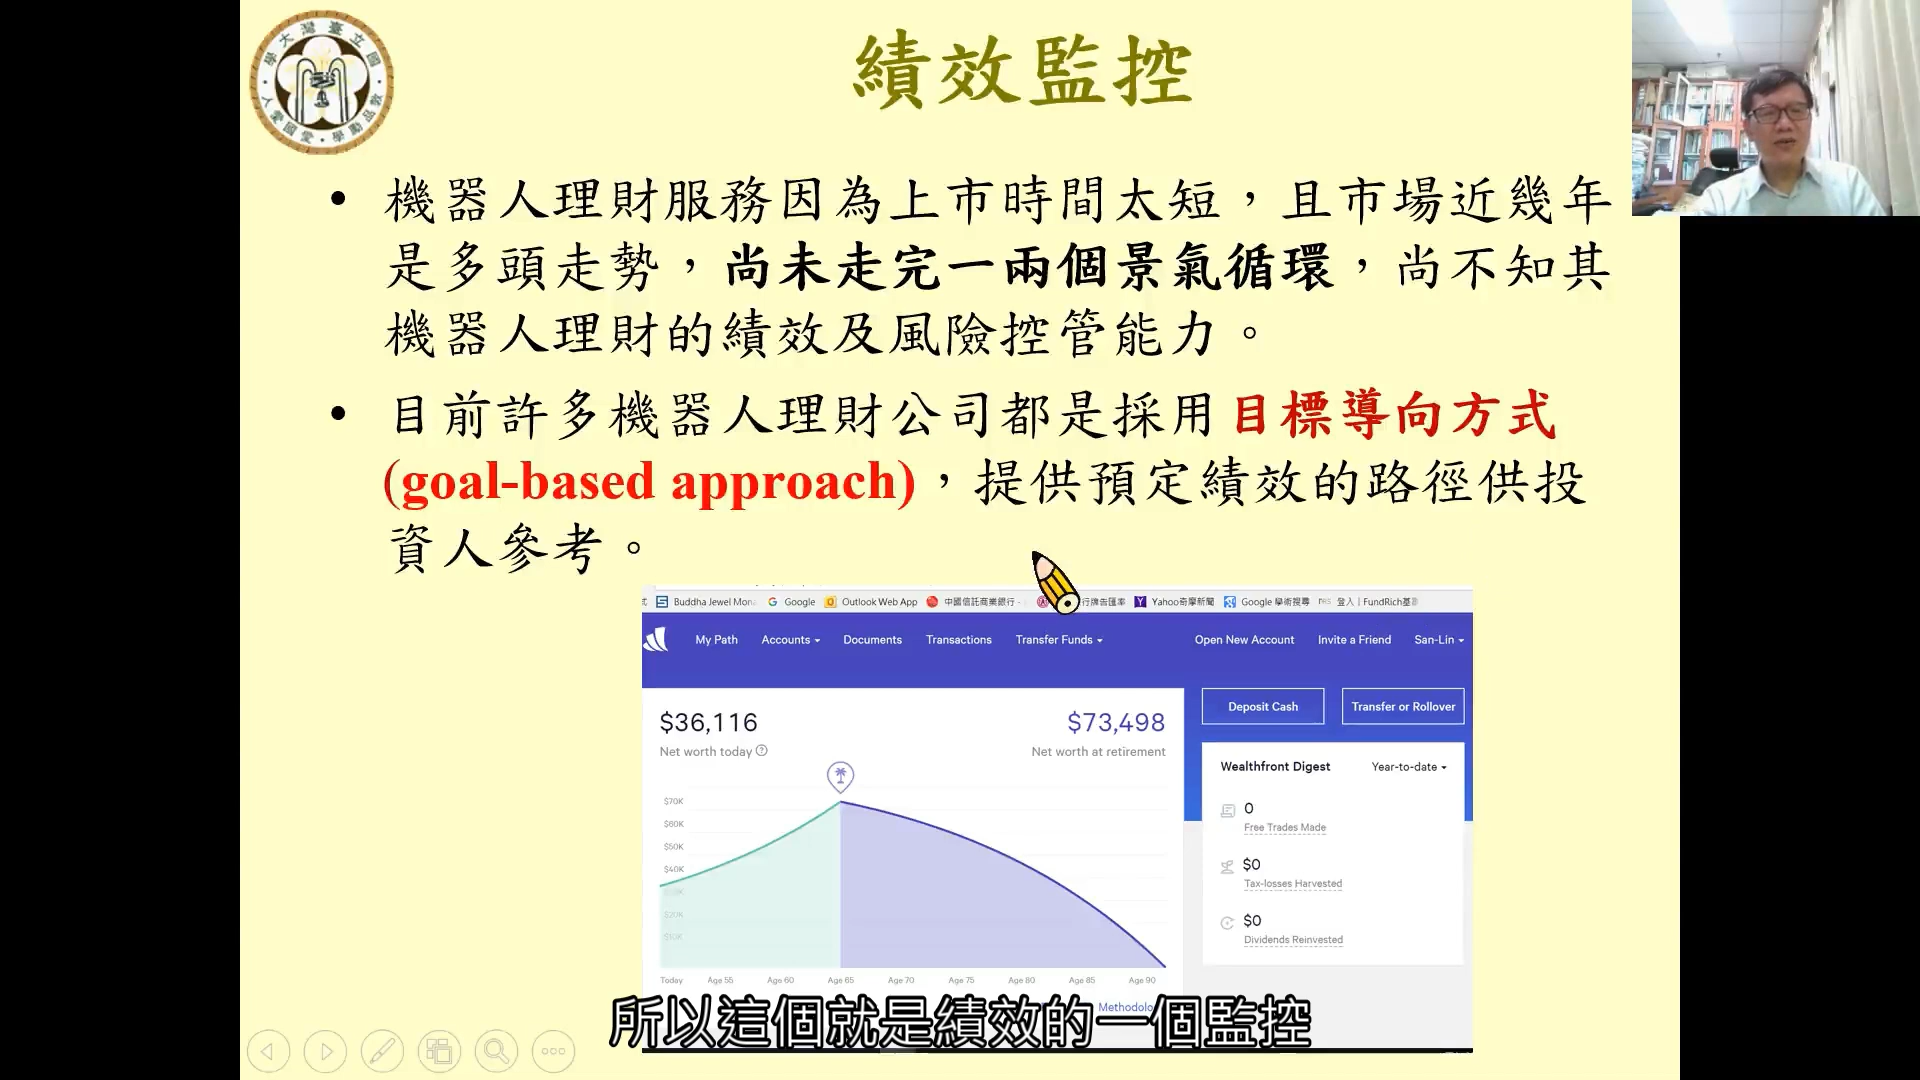 績效監控
• 機器人理財服務因為上市時間太短，且市場近幾年
是多頭走勢，尚未走完一兩個景氣循環，尚不知其
機器人理財的績效及風險控管能力。
• 目前許多機器人理財公司都是採用目標導向方式
(goal-based approach)，提供預定績效的路徑供投
資人參考。
Buddha Jewel Mon Google Outlook Web App 中國信託商業銀行 - 行牌告匯率 Yahoo奇摩新聞 Google 學術搜尋 登入 | FundRich基
My Path Accounts Documents Transactions Transfer Funds Open New Account Invite a Friend San-Lin
Deposit Cash Transfer or Rollover
$36,116 $73,498
Net worth today Net worth at retirement
Wealthfront Digest Year-to-date
$70K
$60K
$50K
$40K
$20K
$10K
0
Free Trades Made
$0
Tax-losses Harvested
$0
Dividends Reinvested
Today Age 55 Age 60 Age 65 Age 70 Age 75 Age 80 Age 85 Age 90
Methodolo
所以這個就是績效的一個監控